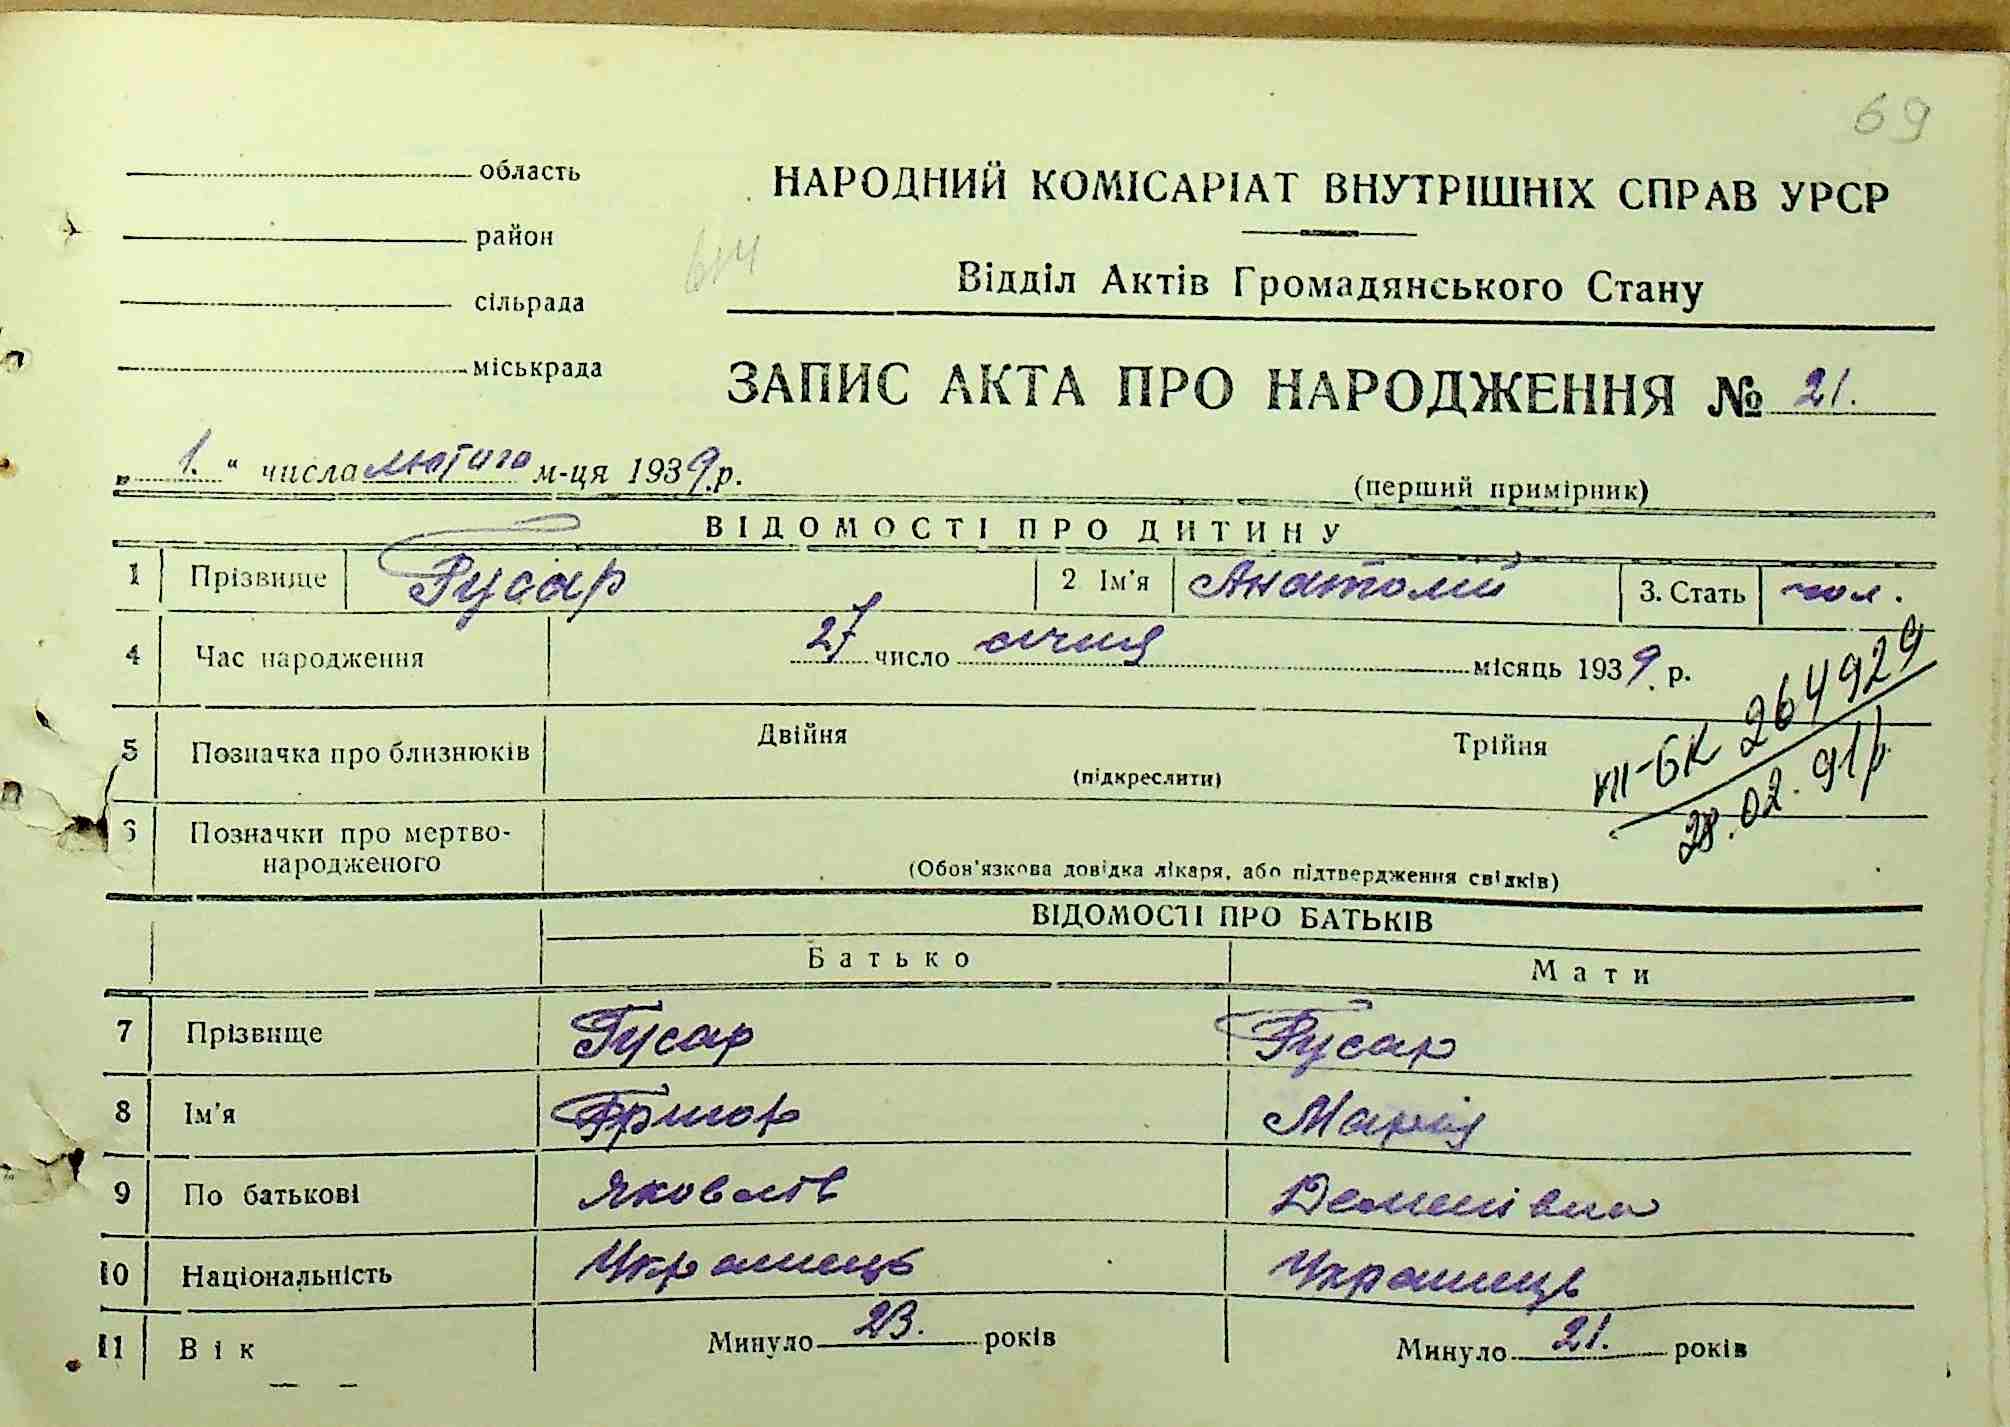 69
область
район
сільрада
міськрада
НАРОДНИЙ КОМІСАРІАТ ВНУТРІШНІХ СПРАВ УРСР
Відділ Актів Громадянського Стану
ЗАПИС АКТА ПРО НАРОДЖЕННЯ № 21.
„ 1. “ числа лютого м-ця 1939 р.
(перший примірник)
ВІДОМОСТІ ПРО ДИТИНУ
1 Прізвище Гусар 2 Ім'я Анатолій 3. Стать чол.
4 Час народження 27 число січня місяць 1939 р.
5 Позначка про близнюків Двійня Трійня
(підкреслити)
VII-БК 264929
28.02.91р.
6 Позначки про мертво-
народженого
(Обов'язкова довідка лікаря, або підтвердження свідків)
ВІДОМОСТІ ПРО БАТЬКІВ
Батько Мати
7 Прізвище Гусар Гусар
8 Ім'я Григор Марія
9 По батькові Яковлів
10 Національність Українець Українець
11 Вік Минуло 23. років Минуло 21. років